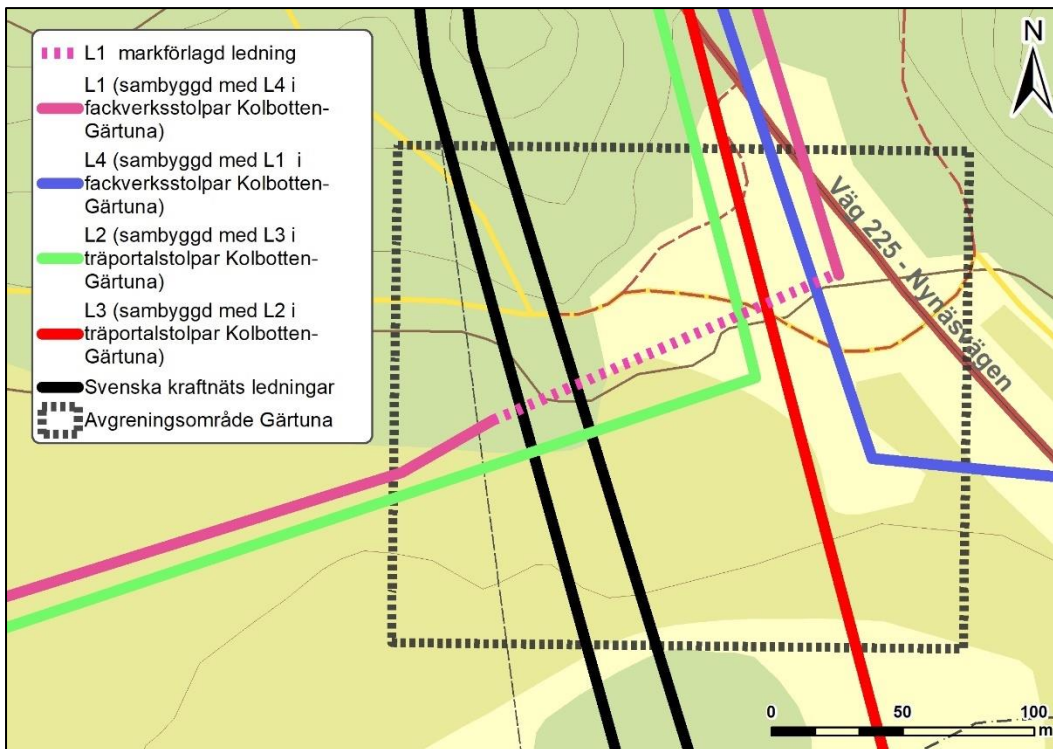 L1 markförlagd ledning
L1 (sambyggd med L4 i
fackverksstolpar Kolbotten-
Gärtuna)
L4 (sambyggd med L1 i
fackverksstolpar Kolbotten-
Gärtuna)
L2 (sambyggd med L3 i
träportalstolpar Kolbotten-
Gärtuna)
L3 (sambyggd med L2 i
träportalstolpar Kolbotten-
Gärtuna)
Svenska kraftnäts ledningar
Avgreningsområde Gärtuna
N
Väg 225 - Nynäsvägen
0 50 100
m